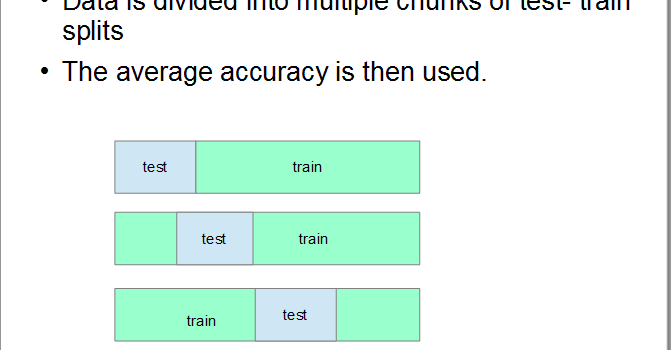 • Data is divided into multiple chunks of test- train
splits
• The average accuracy is then used.
test train
test train
train test